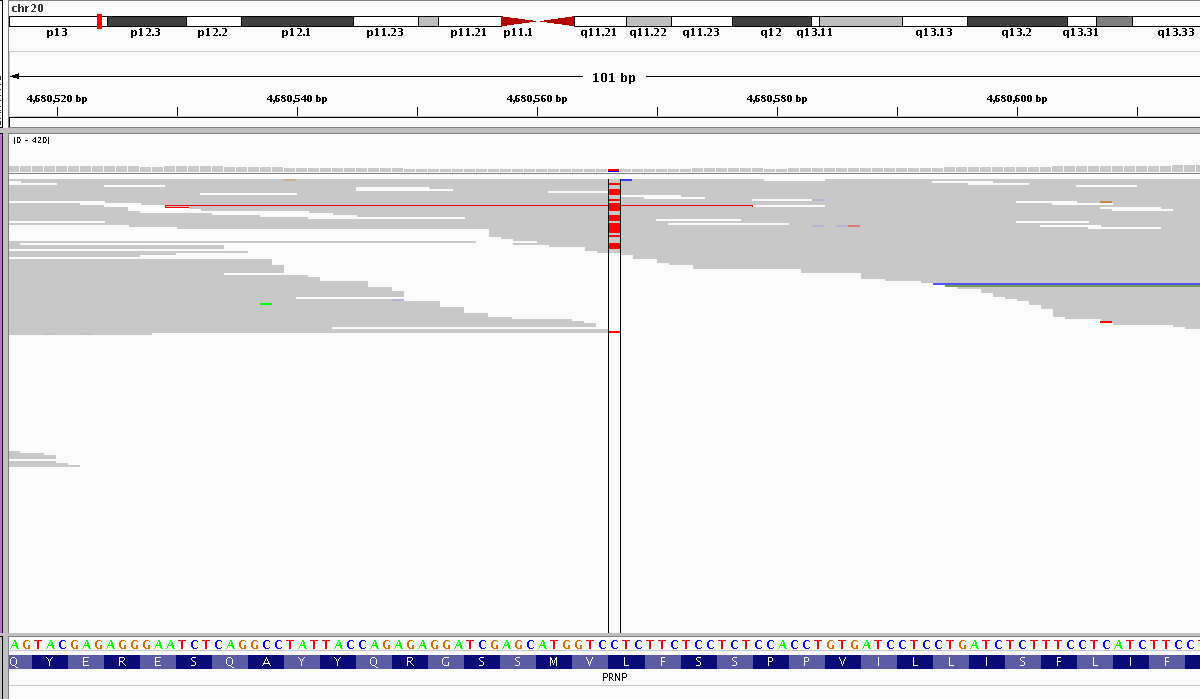 chr20
p13 p12.3 p12.2 p12.1 p11.23 p11.21 p11.1 q11.21 q11.22 q11.23 q12 q13.11 q13.13 q13.2 q13.31 q13.33
101 bp
4,680,520 bp 4,680,540 bp 4,680,560 bp 4,680,580 bp 4,680,600 bp
[0 - 420]
AGTACGAGAGGGAATCTCAGGCCTATTACCAGAGAGGATCGAGCATGGTCCTCTTCTCCTCTCCACCTGTGATCCTCCTGATCTCTTTCCTCATCTTCCT
Q Y E R E S Q A Y Y Q R G S S M V L F S S P P V I L L I S F L I F
PRNP